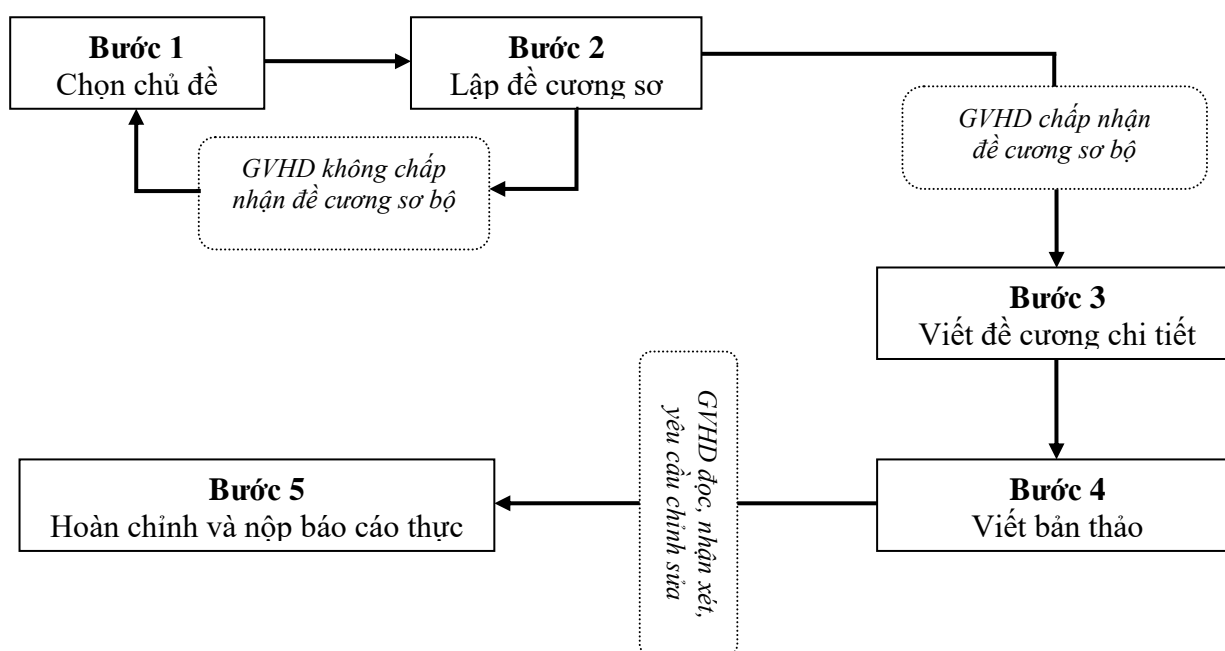 Bước 1
Chọn chủ đề
Bước 2
Lập đề cương sơ
GVHD không chấp
nhận đề cương sơ bộ
GVHD chấp nhận
đề cương sơ bộ
Bước 3
Viết đề cương chi tiết
Bước 4
Viết bản thảo
GVHD đọc, nhận xét,
yêu cầu chỉnh sửa
Bước 5
Hoàn chỉnh và nộp báo cáo thực